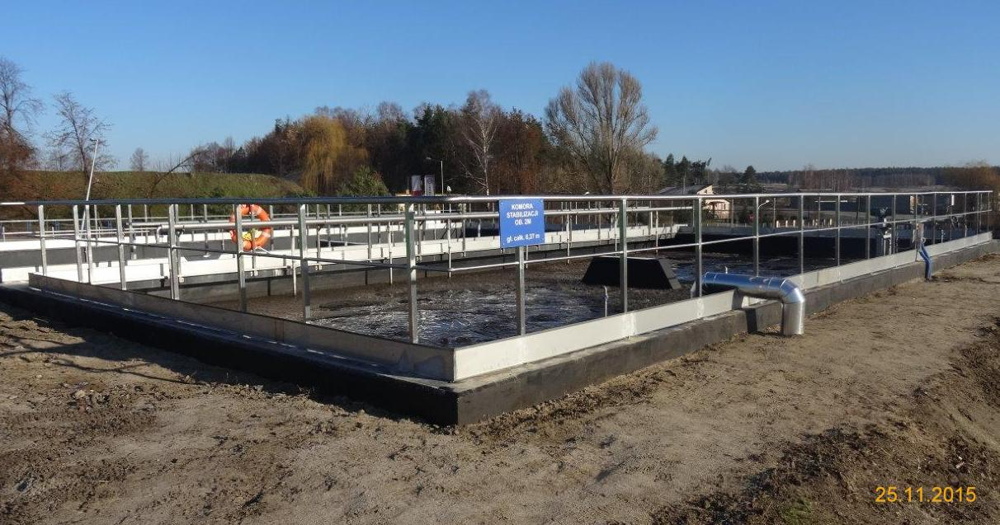 KOMORA
STABILIZACJI
OB. 2M
gł. całk. 6,37 m
25.11.2015